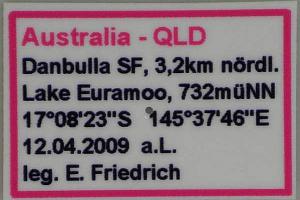 Australia - QLD
Danbulla SF, 3,2km nördl.
Lake Euramoo, 732müNN
17°08'23"S 145°37'46"E
12.04.2009 a.L.
leg. E. Friedrich